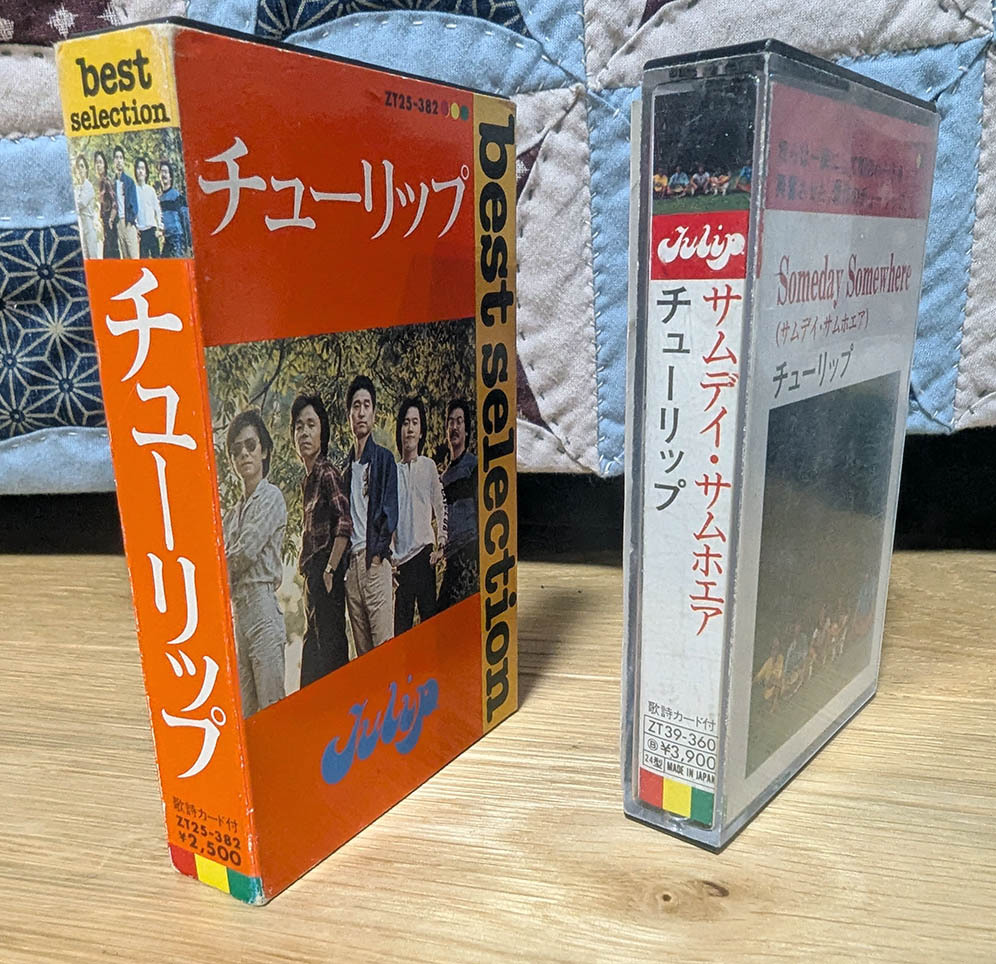 best
selection
チューリップ
歌詩カード付
ZT25-382
¥2,500
ZT25-382
チューリップ
best selection
Tulip
Tulip
サムデイ・サムホエア
チューリップ
歌詩カード付
ZT39-360
¥3,900
24型 MADE IN JAPAN
Someday Somewhere
(サムデイ・サムホエア)
チューリップ